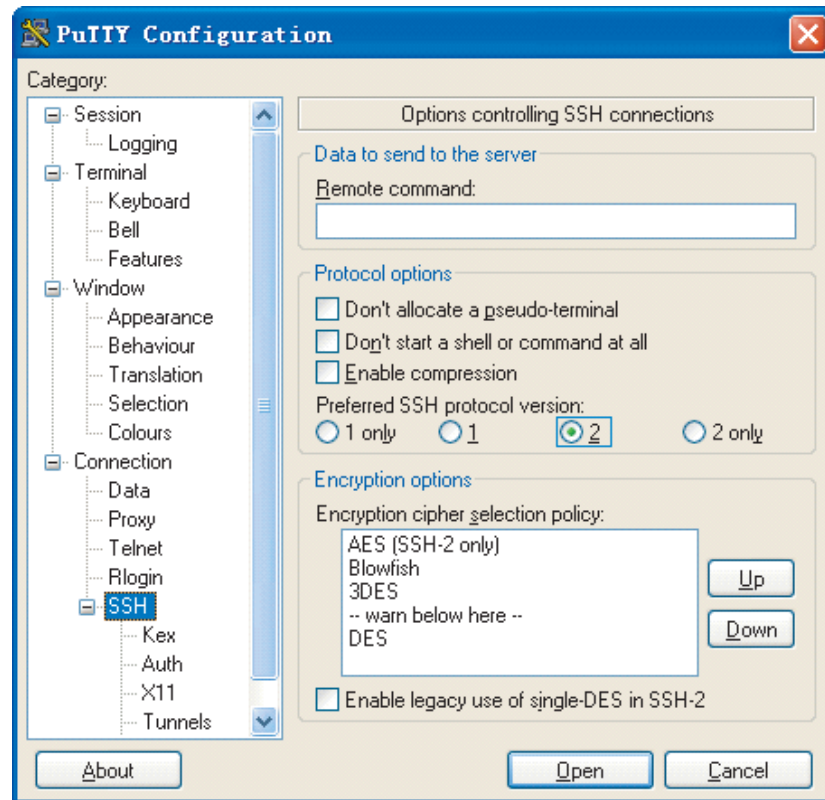 PuTTY Configuration
Category:
Session
Logging
Terminal
Keyboard
Bell
Features
Window
Appearance
Behaviour
Translation
Selection
Colours
Connection
Data
Proxy
Telnet
Rlogin
SSH
Kex
Auth
X11
Tunnels
Options controlling SSH connections
Data to send to the server
Remote command:
Protocol options
Don't allocate a pseudo-terminal
Don't start a shell or command at all
Enable compression
Preferred SSH protocol version:
1 only 1 2 2 only
Encryption options
Encryption cipher selection policy:
AES (SSH-2 only)
Blowfish
3DES
-- warn below here --
DES
Up
Down
Enable legacy use of single-DES in SSH-2
About Open Cancel